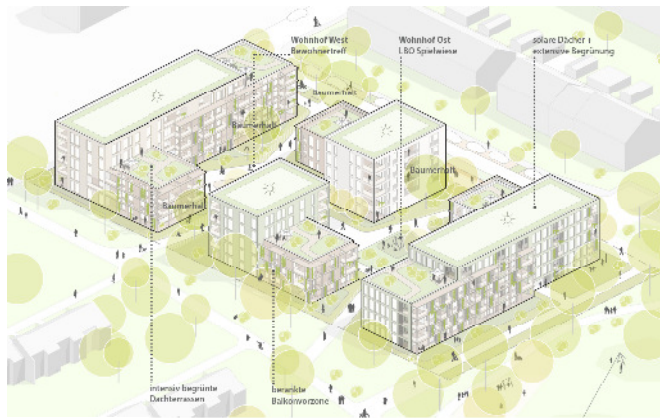 Wohnhof West
Bewohnertreff
Wohnhof Ost
LBO Spielwiese
solare Dächer +
extensive Begrünung
Baumerhalt
Baumerhalt
Baumerhalt
Baumerhalt
intensiv begrünte
Dachterrassen
berankte
Balkonvorzone